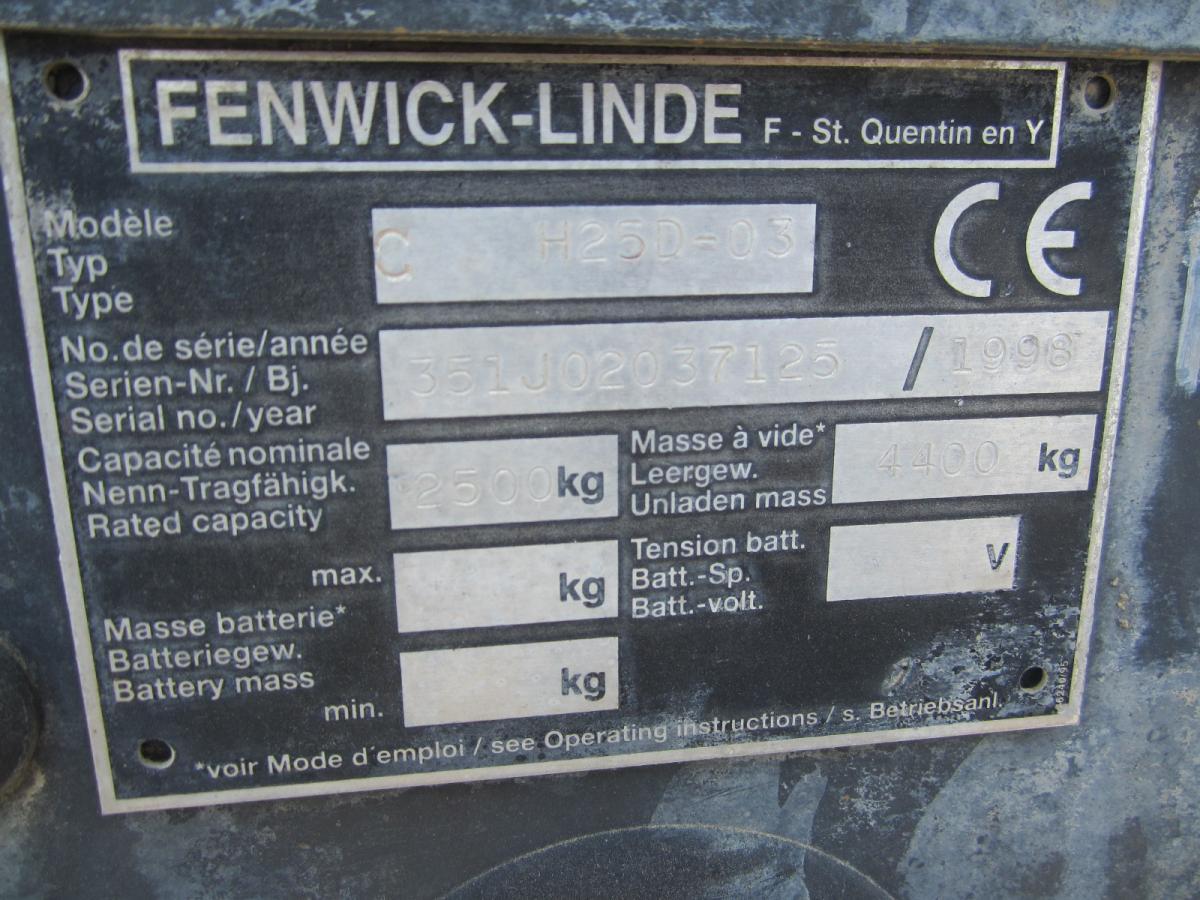 FENWICK-LINDE F - St. Quentin en Y
Modèle
Typ
Type
C H25D-03
CE
No.de série/année
Serien-Nr. / Bj.
Serial no./year
351J02037125 / 1998
Capacité nominale
Nenn-Tragfähigk.
Rated capacity
2500 kg
Masse à vide*
Leergew.
Unladen mass
4400 kg
max. kg
Masse batterie*
Batteriegew.
Battery mass
min. kg
Tension batt.
Batt.-Sp.
Batt.-volt.
V
*voir Mode d'emploi / see Operating instructions / s. Betriebsanl.